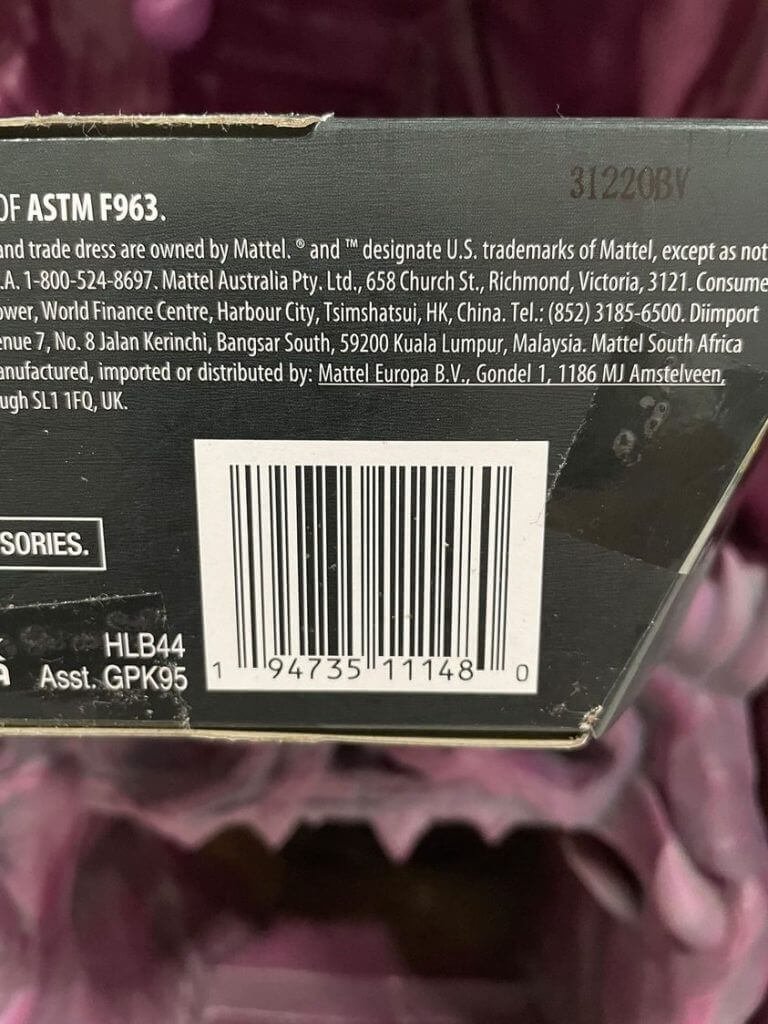 31220BV
OF ASTM F963.
and trade dress are owned by Mattel. ® and ™ designate U.S. trademarks of Mattel, except as not
.A. 1-800-524-8697. Mattel Australia Pty. Ltd., 658 Church St., Richmond, Victoria, 3121. Consume
ower, World Finance Centre, Harbour City, Tsimshatsui, HK, China. Tel.: (852) 3185-6500. Diimport
enue 7, No. 8 Jalan Kerinchi, Bangsar South, 59200 Kuala Lumpur, Malaysia. Mattel South Africa
anufactured, imported or distributed by: Mattel Europa B.V., Gondel 1, 1186 MJ Amstelveen,
ugh SL1 1FQ, UK.
SORIES.
HLB44
Asst. GPK95
1 94735 11148 0